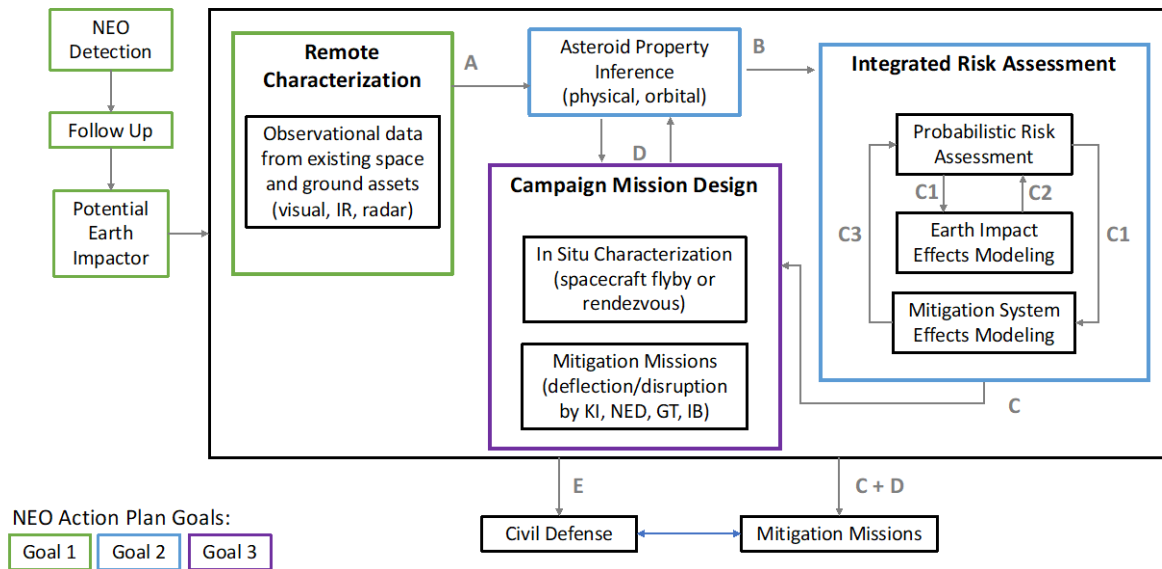 NEO
Detection
Follow Up
Potential
Earth
Impactor
Remote
Characterization
Observational data
from existing space
and ground assets
(visual, IR, radar)
A
Asteroid Property
Inference
(physical, orbital)
B
D
Campaign Mission Design
In Situ Characterization
(spacecraft flyby or
rendezvous)
Mitigation Missions
(deflection/disruption
by KI, NED, GT, IB)
Integrated Risk Assessment
Probabilistic Risk
Assessment
C1
C2
C3
C1
Earth Impact
Effects Modeling
Mitigation System
Effects Modeling
C
E
C + D
Civil Defense
Mitigation Missions
NEO Action Plan Goals:
Goal 1
Goal 2
Goal 3